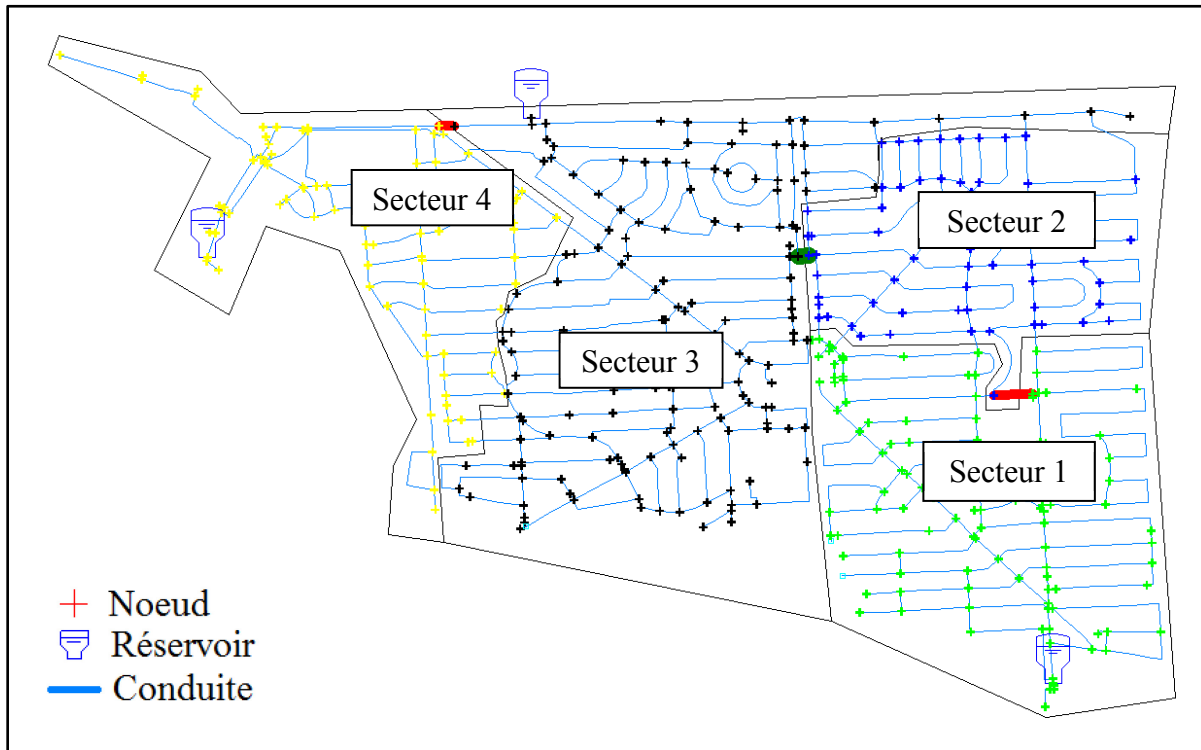 Secteur 4
Secteur 2
Secteur 3
Secteur 1
Noeud
Réservoir
Conduite